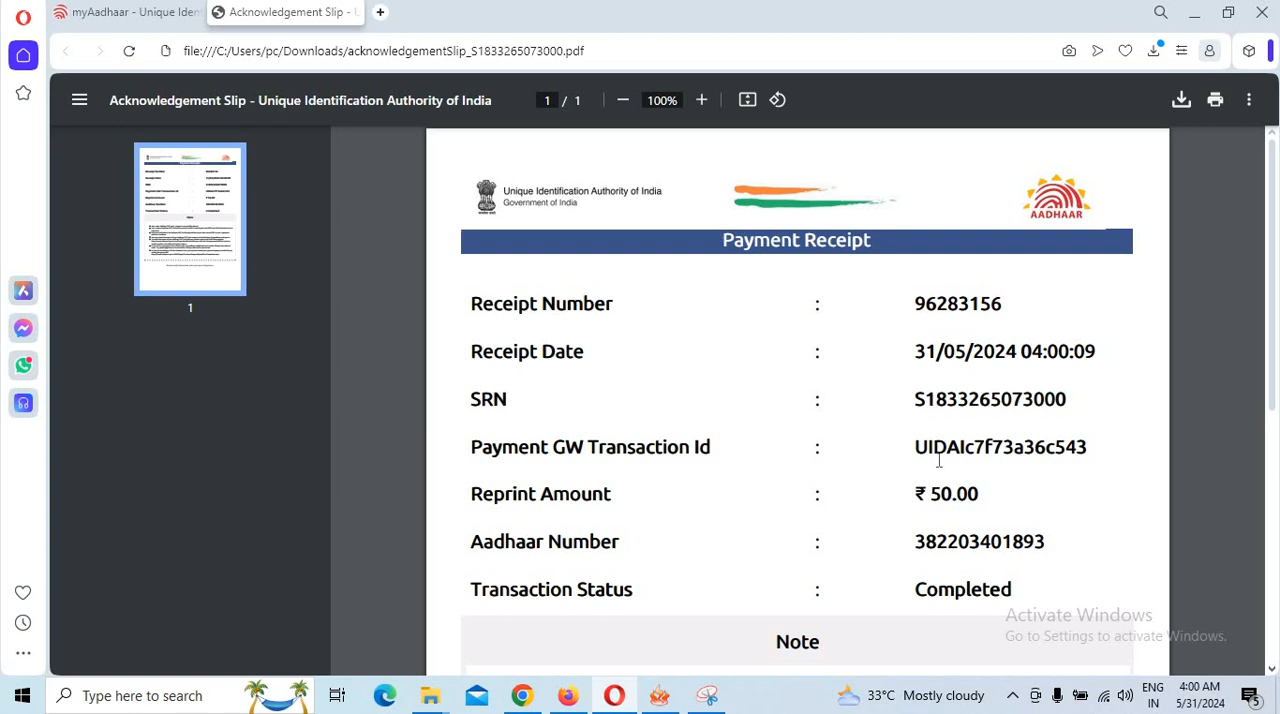 myAadhaar - Unique Iden
Acknowledgement Slip - U
file:///C:/Users/pc/Downloads/acknowledgementSlip_S1833265073000.pdf
Acknowledgement Slip - Unique Identification Authority of India
1 / 1
100%
1
Unique Identification Authority of India
Government of India
AADHAAR
Payment Receipt
Receipt Number : 96283156
Receipt Date : 31/05/2024 04:00:09
SRN : S1833265073000
Payment GW Transaction Id : UIDAIc7f73a36c543
Reprint Amount : ₹ 50.00
Aadhaar Number : 382203401893
Transaction Status : Completed
Note
Activate Windows
Go to Settings to activate Windows.
Type here to search
33°C Mostly cloudy
ENG
IN
4:00 AM
5/31/2024
5